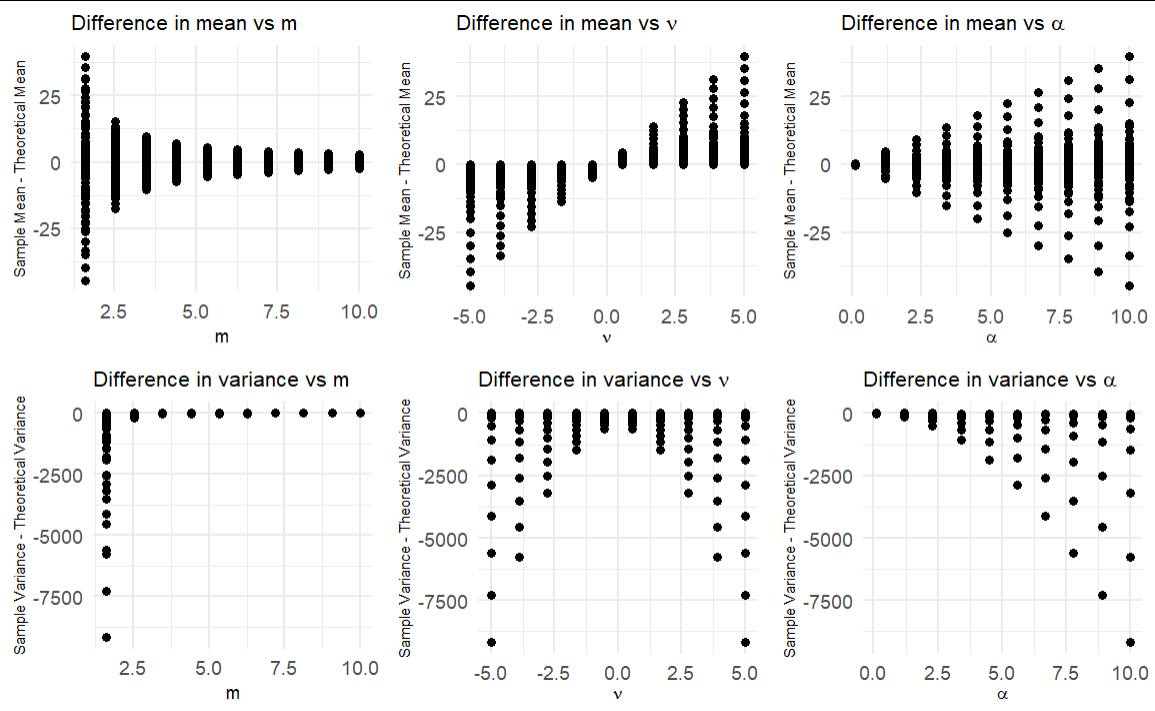 Difference in mean vs m
Sample Mean - Theoretical Mean
25
0
-25
2.5
5.0
7.5
10.0
m
Difference in mean vs ν
Sample Mean - Theoretical Mean
25
0
-25
-5.0
-2.5
0.0
2.5
5.0
ν
Difference in mean vs α
Sample Mean - Theoretical Mean
25
0
-25
0.0
2.5
5.0
7.5
10.0
α
Difference in variance vs m
Sample Variance - Theoretical Variance
0
-2500
-5000
-7500
2.5
5.0
7.5
10.0
m
Difference in variance vs ν
Sample Variance - Theoretical Variance
0
-2500
-5000
-7500
-5.0
-2.5
0.0
2.5
5.0
ν
Difference in variance vs α
Sample Variance - Theoretical Variance
0
-2500
-5000
-7500
0.0
2.5
5.0
7.5
10.0
α